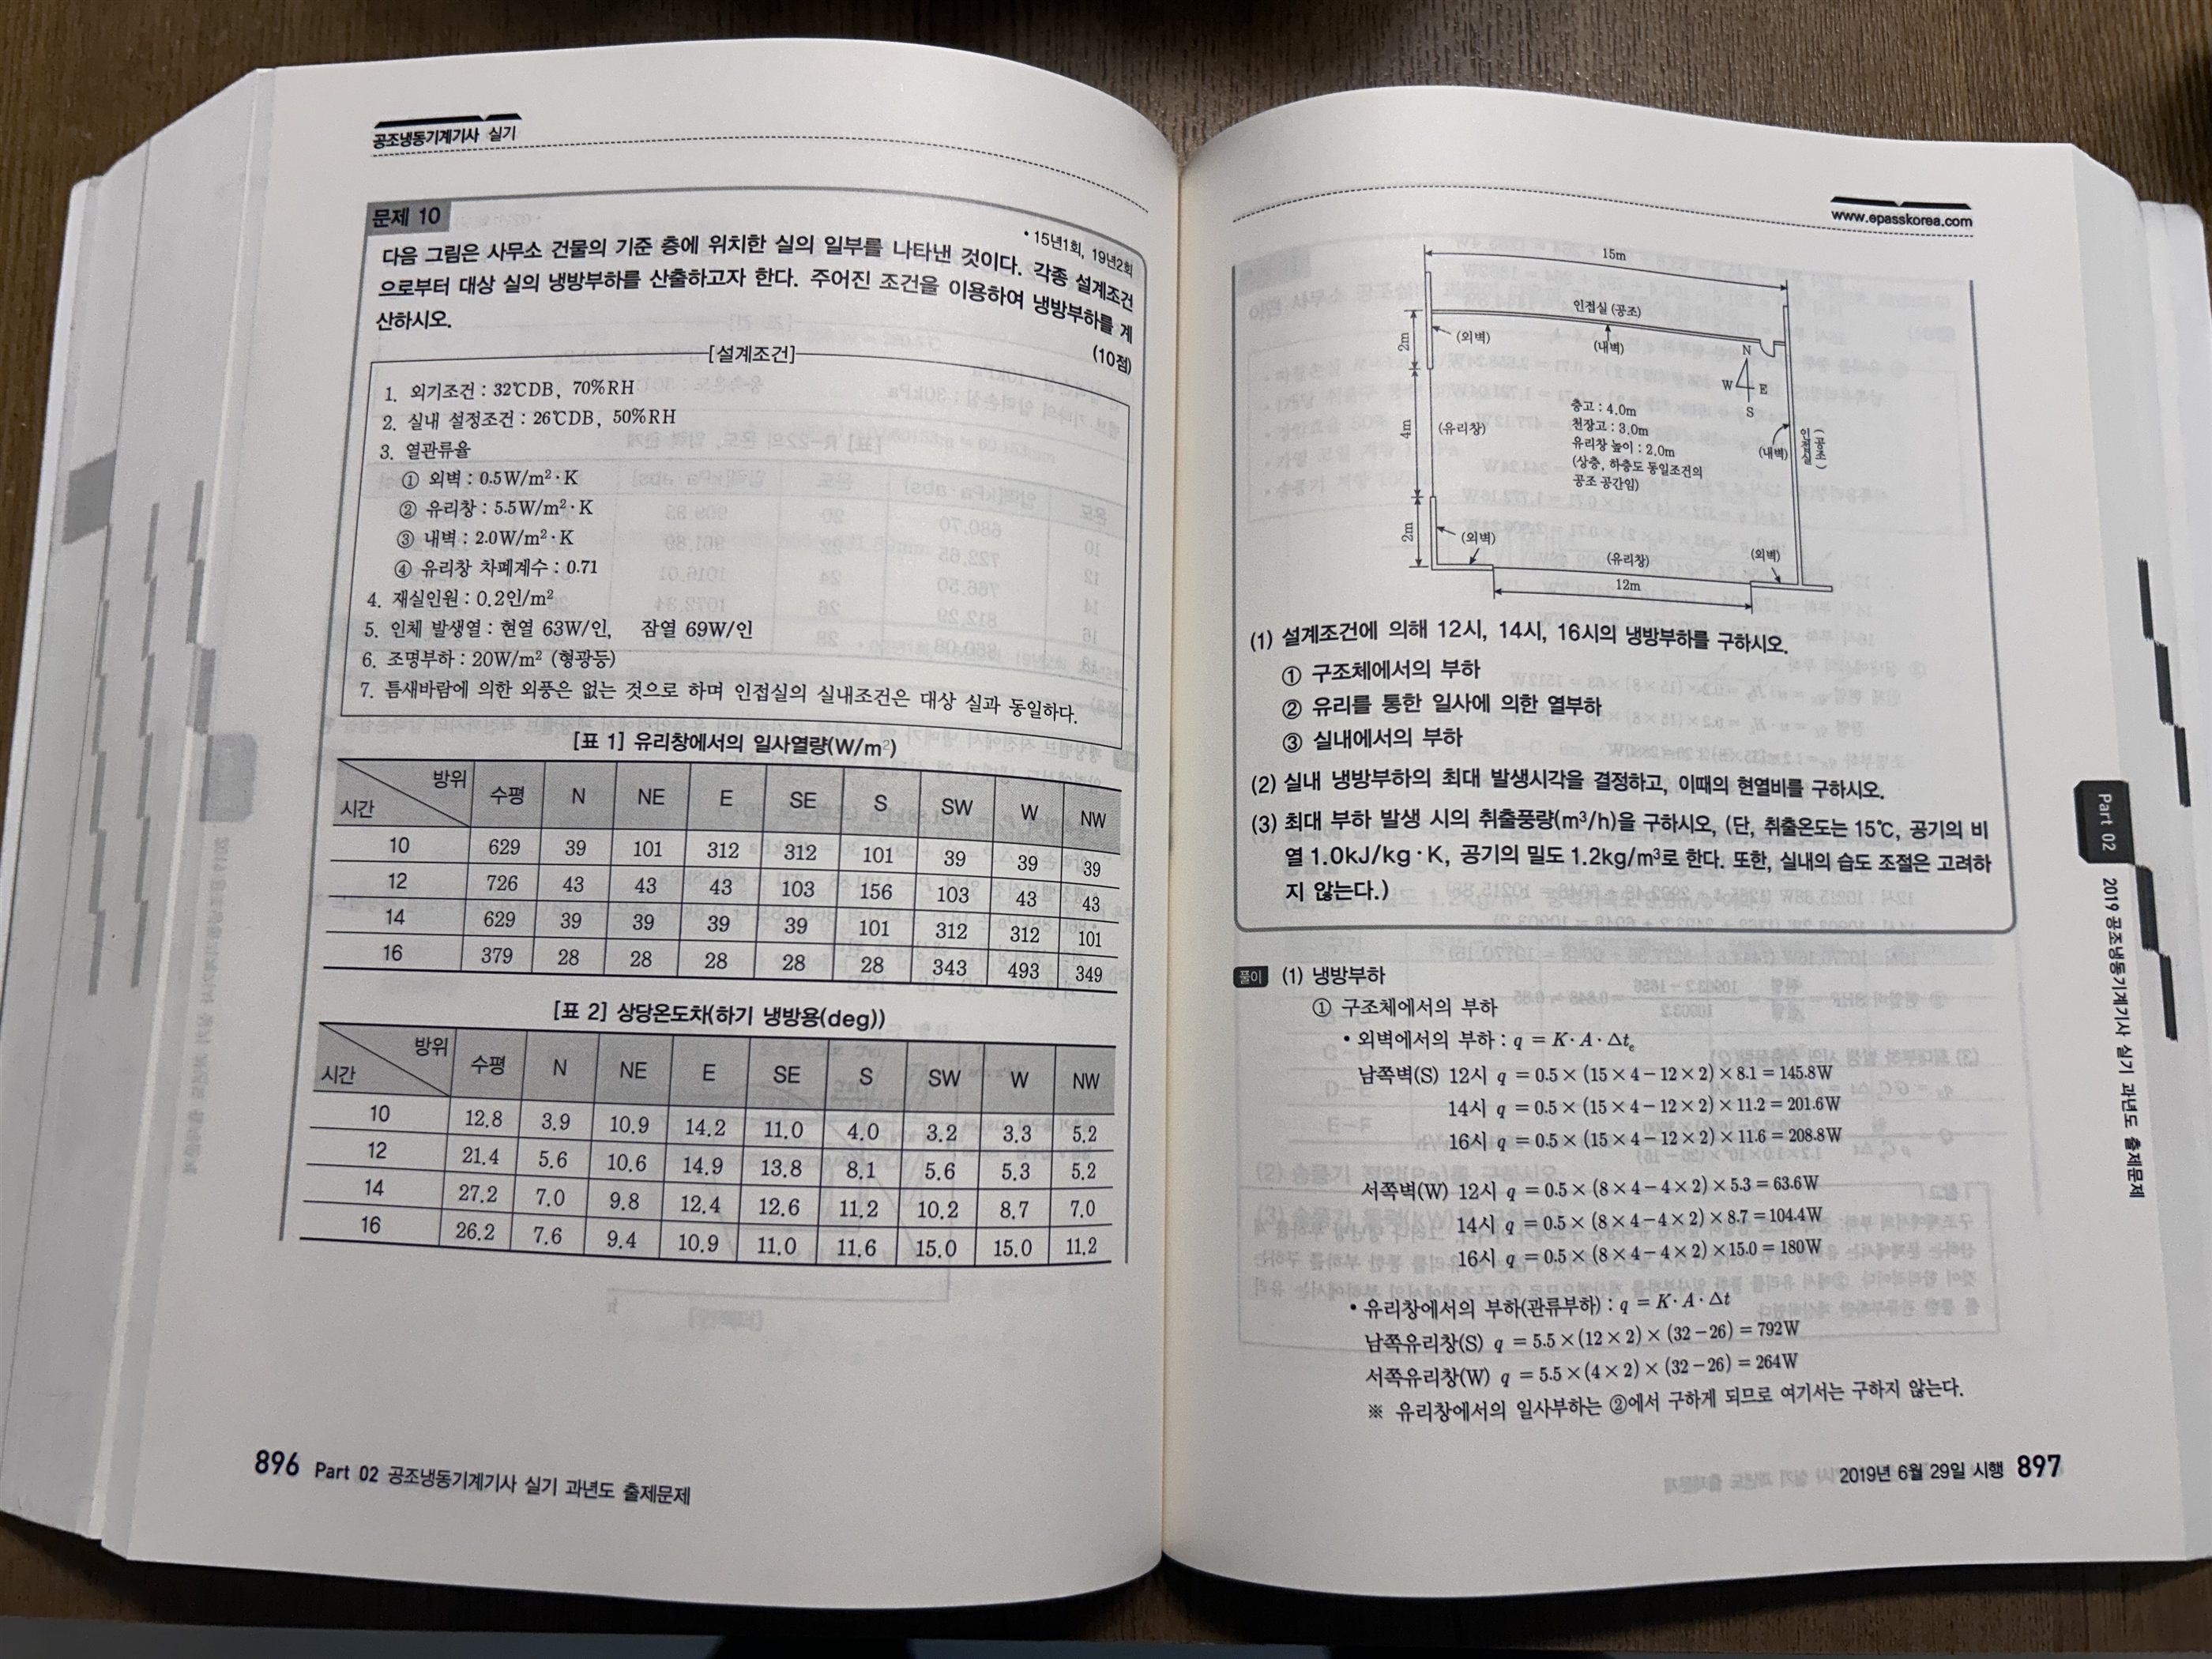 공조냉동기계기사 실기
문제 10
• 15년1회, 19년2회
다음 그림은 사무소 건물의 기준 층에 위치한 실의 일부를 나타낸 것이다. 각종 설계조건
으로부터 대상 실의 냉방부하를 산출하고자 한다. 주어진 조건을 이용하여 냉방부하를 계
산하시오.
(10점)
[설계조건]
1. 외기조건 : 32℃DB, 70%RH
2. 실내 설정조건 : 26℃DB, 50%RH
3. 열관류율
① 외벽 : 0.5W/m²·K
② 유리창 : 5.5W/m²·K
③ 내벽 : 2.0W/m²·K
④ 유리창 차폐계수 : 0.71
4. 재실인원 : 0.2인/m²
5. 인체 발생열 : 현열 63W/인, 잠열 69W/인
6. 조명부하 : 20W/m² (형광등)
7. 틈새바람에 의한 외풍은 없는 것으로 하며 인접실의 실내조건은 대상 실과 동일하다.
[표 1] 유리창에서의 일사열량(W/m²)
방위 시간 수평 N NE E SE S SW W NW
10 629 39 101 312 312 101 39 39 39
12 726 43 43 43 103 156 103 43 43
14 629 39 39 39 39 101 312 312 101
16 379 28 28 28 28 28 343 493 349
[표 2] 상당온도차(하기 냉방용(deg))
방위 시간 수평 N NE E SE S SW W NW
10 12.8 3.9 10.9 14.2 11.0 4.0 3.2 3.3 5.2
12 21.4 5.6 10.6 14.9 13.8 8.1 5.6 5.3 5.2
14 27.2 7.0 9.8 12.4 12.6 11.2 10.2 8.7 7.0
16 26.2 7.6 9.4 10.9 11.0 11.6 15.0 15.0 11.2
896 Part 02 공조냉동기계기사 실기 과년도 출제문제
www.epasskorea.com
15m
인접실 (공조)
2m
(외벽)
(내벽)
N
W E
S
층고 : 4.0m
천장고 : 3.0m
유리창 높이 : 2.0m
(상층, 하층도 동일조건의
공조 공간임)
4m
(유리창)
(내벽)
인접실
(공조)
2m
(외벽)
(유리창)
(외벽)
12m
(1) 설계조건에 의해 12시, 14시, 16시의 냉방부하를 구하시오.
① 구조체에서의 부하
② 유리를 통한 일사에 의한 열부하
③ 실내에서의 부하
(2) 실내 냉방부하의 최대 발생시각을 결정하고, 이때의 현열비를 구하시오.
(3) 최대 부하 발생 시의 취출풍량(m³/h)을 구하시오, (단, 취출온도는 15℃, 공기의 비
열 1.0kJ/kg·K, 공기의 밀도 1.2kg/m³로 한다. 또한, 실내의 습도 조절은 고려하
지 않는다.)
풀이 (1) 냉방부하
① 구조체에서의 부하
• 외벽에서의 부하 : q = K·A·Δtₑ
남쪽벽(S) 12시 q = 0.5×(15×4−12×2)×8.1 = 145.8W
14시 q = 0.5×(15×4−12×2)×11.2 = 201.6W
16시 q = 0.5×(15×4−12×2)×11.6 = 208.8W
서쪽벽(W) 12시 q = 0.5×(8×4−4×2)×5.3 = 63.6W
14시 q = 0.5×(8×4−4×2)×8.7 = 104.4W
16시 q = 0.5×(8×4−4×2)×15.0 = 180W
• 유리창에서의 부하(관류부하) : q = K·A·Δt
남쪽유리창(S) q = 5.5×(12×2)×(32−26) = 792W
서쪽유리창(W) q = 5.5×(4×2)×(32−26) = 264W
※ 유리창에서의 일사부하는 ②에서 구하게 되므로 여기서는 구하지 않는다.
2019년 6월 29일 시행 897
Part 02
2019 공조냉동기계기사 실기 과년도 출제문제